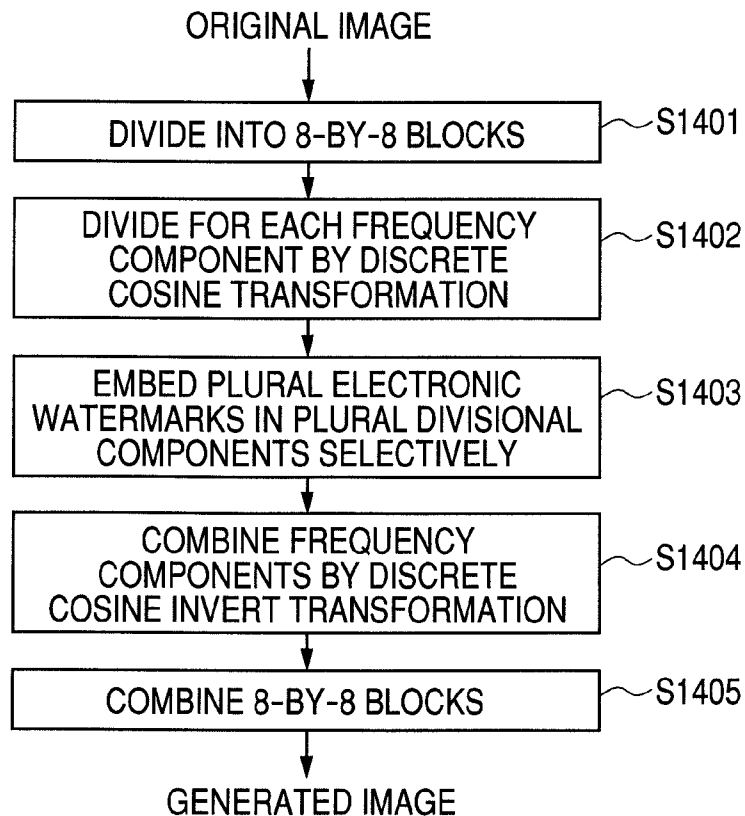 ORIGINAL IMAGE
DIVIDE INTO 8-BY-8 BLOCKS
S1401
DIVIDE FOR EACH FREQUENCY
COMPONENT BY DISCRETE
COSINE TRANSFORMATION
S1402
EMBED PLURAL ELECTRONIC
WATERMARKS IN PLURAL DIVISIONAL
COMPONENTS SELECTIVELY
S1403
COMBINE FREQUENCY
COMPONENTS BY DISCRETE
COSINE INVERT TRANSFORMATION
S1404
COMBINE 8-BY-8 BLOCKS
S1405
GENERATED IMAGE